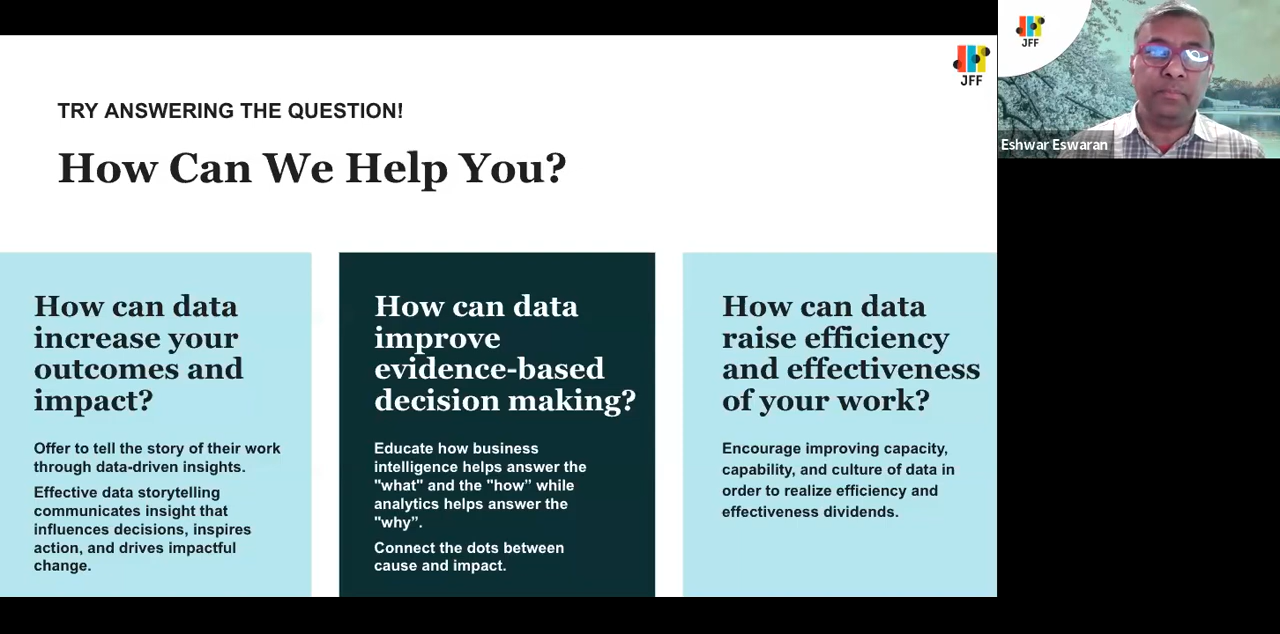 JFF
TRY ANSWERING THE QUESTION!
How Can We Help You?
How can data
increase your
outcomes and
impact?
Offer to tell the story of their work
through data-driven insights.
Effective data storytelling
communicates insight that
influences decisions, inspires
action, and drives impactful
change.
How can data
improve
evidence-based
decision making?
Educate how business
intelligence helps answer the
"what" and the "how” while
analytics helps answer the
"why”.
Connect the dots between
cause and impact.
How can data
raise efficiency
and effectiveness
of your work?
Encourage improving capacity,
capability, and culture of data in
order to realize efficiency and
effectiveness dividends.
JFF
Eshwar Eswaran